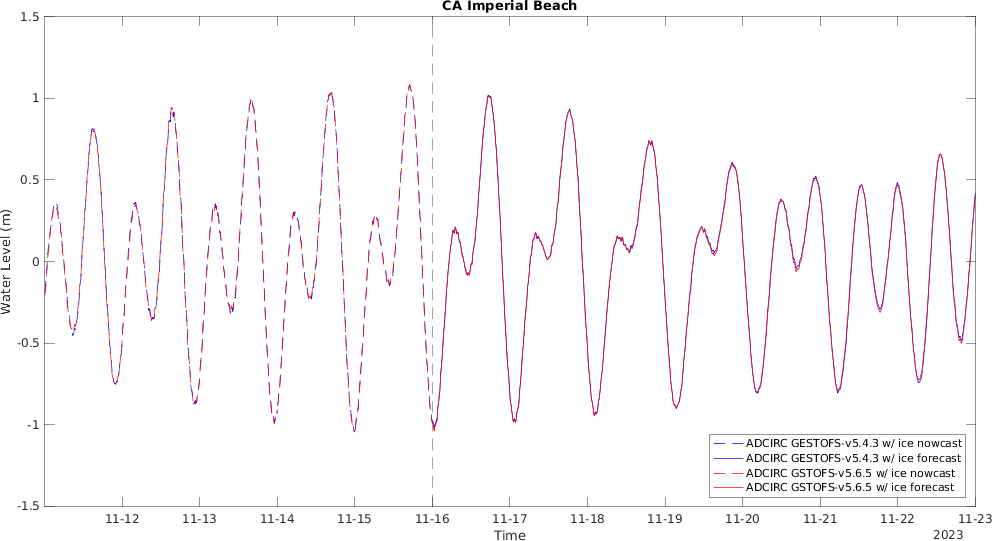 CA Imperial Beach
1.5
1
0.5
0
-0.5
-1
-1.5
Water Level (m)
11-12 11-13 11-14 11-15 11-16 11-17 11-18 11-19 11-20 11-21 11-22 11-23
Time
2023
ADCIRC GESTOFS-v5.4.3 w/ ice nowcast
ADCIRC GESTOFS-v5.4.3 w/ ice forecast
ADCIRC GSTOFS-v5.6.5 w/ ice nowcast
ADCIRC GSTOFS-v5.6.5 w/ ice forecast